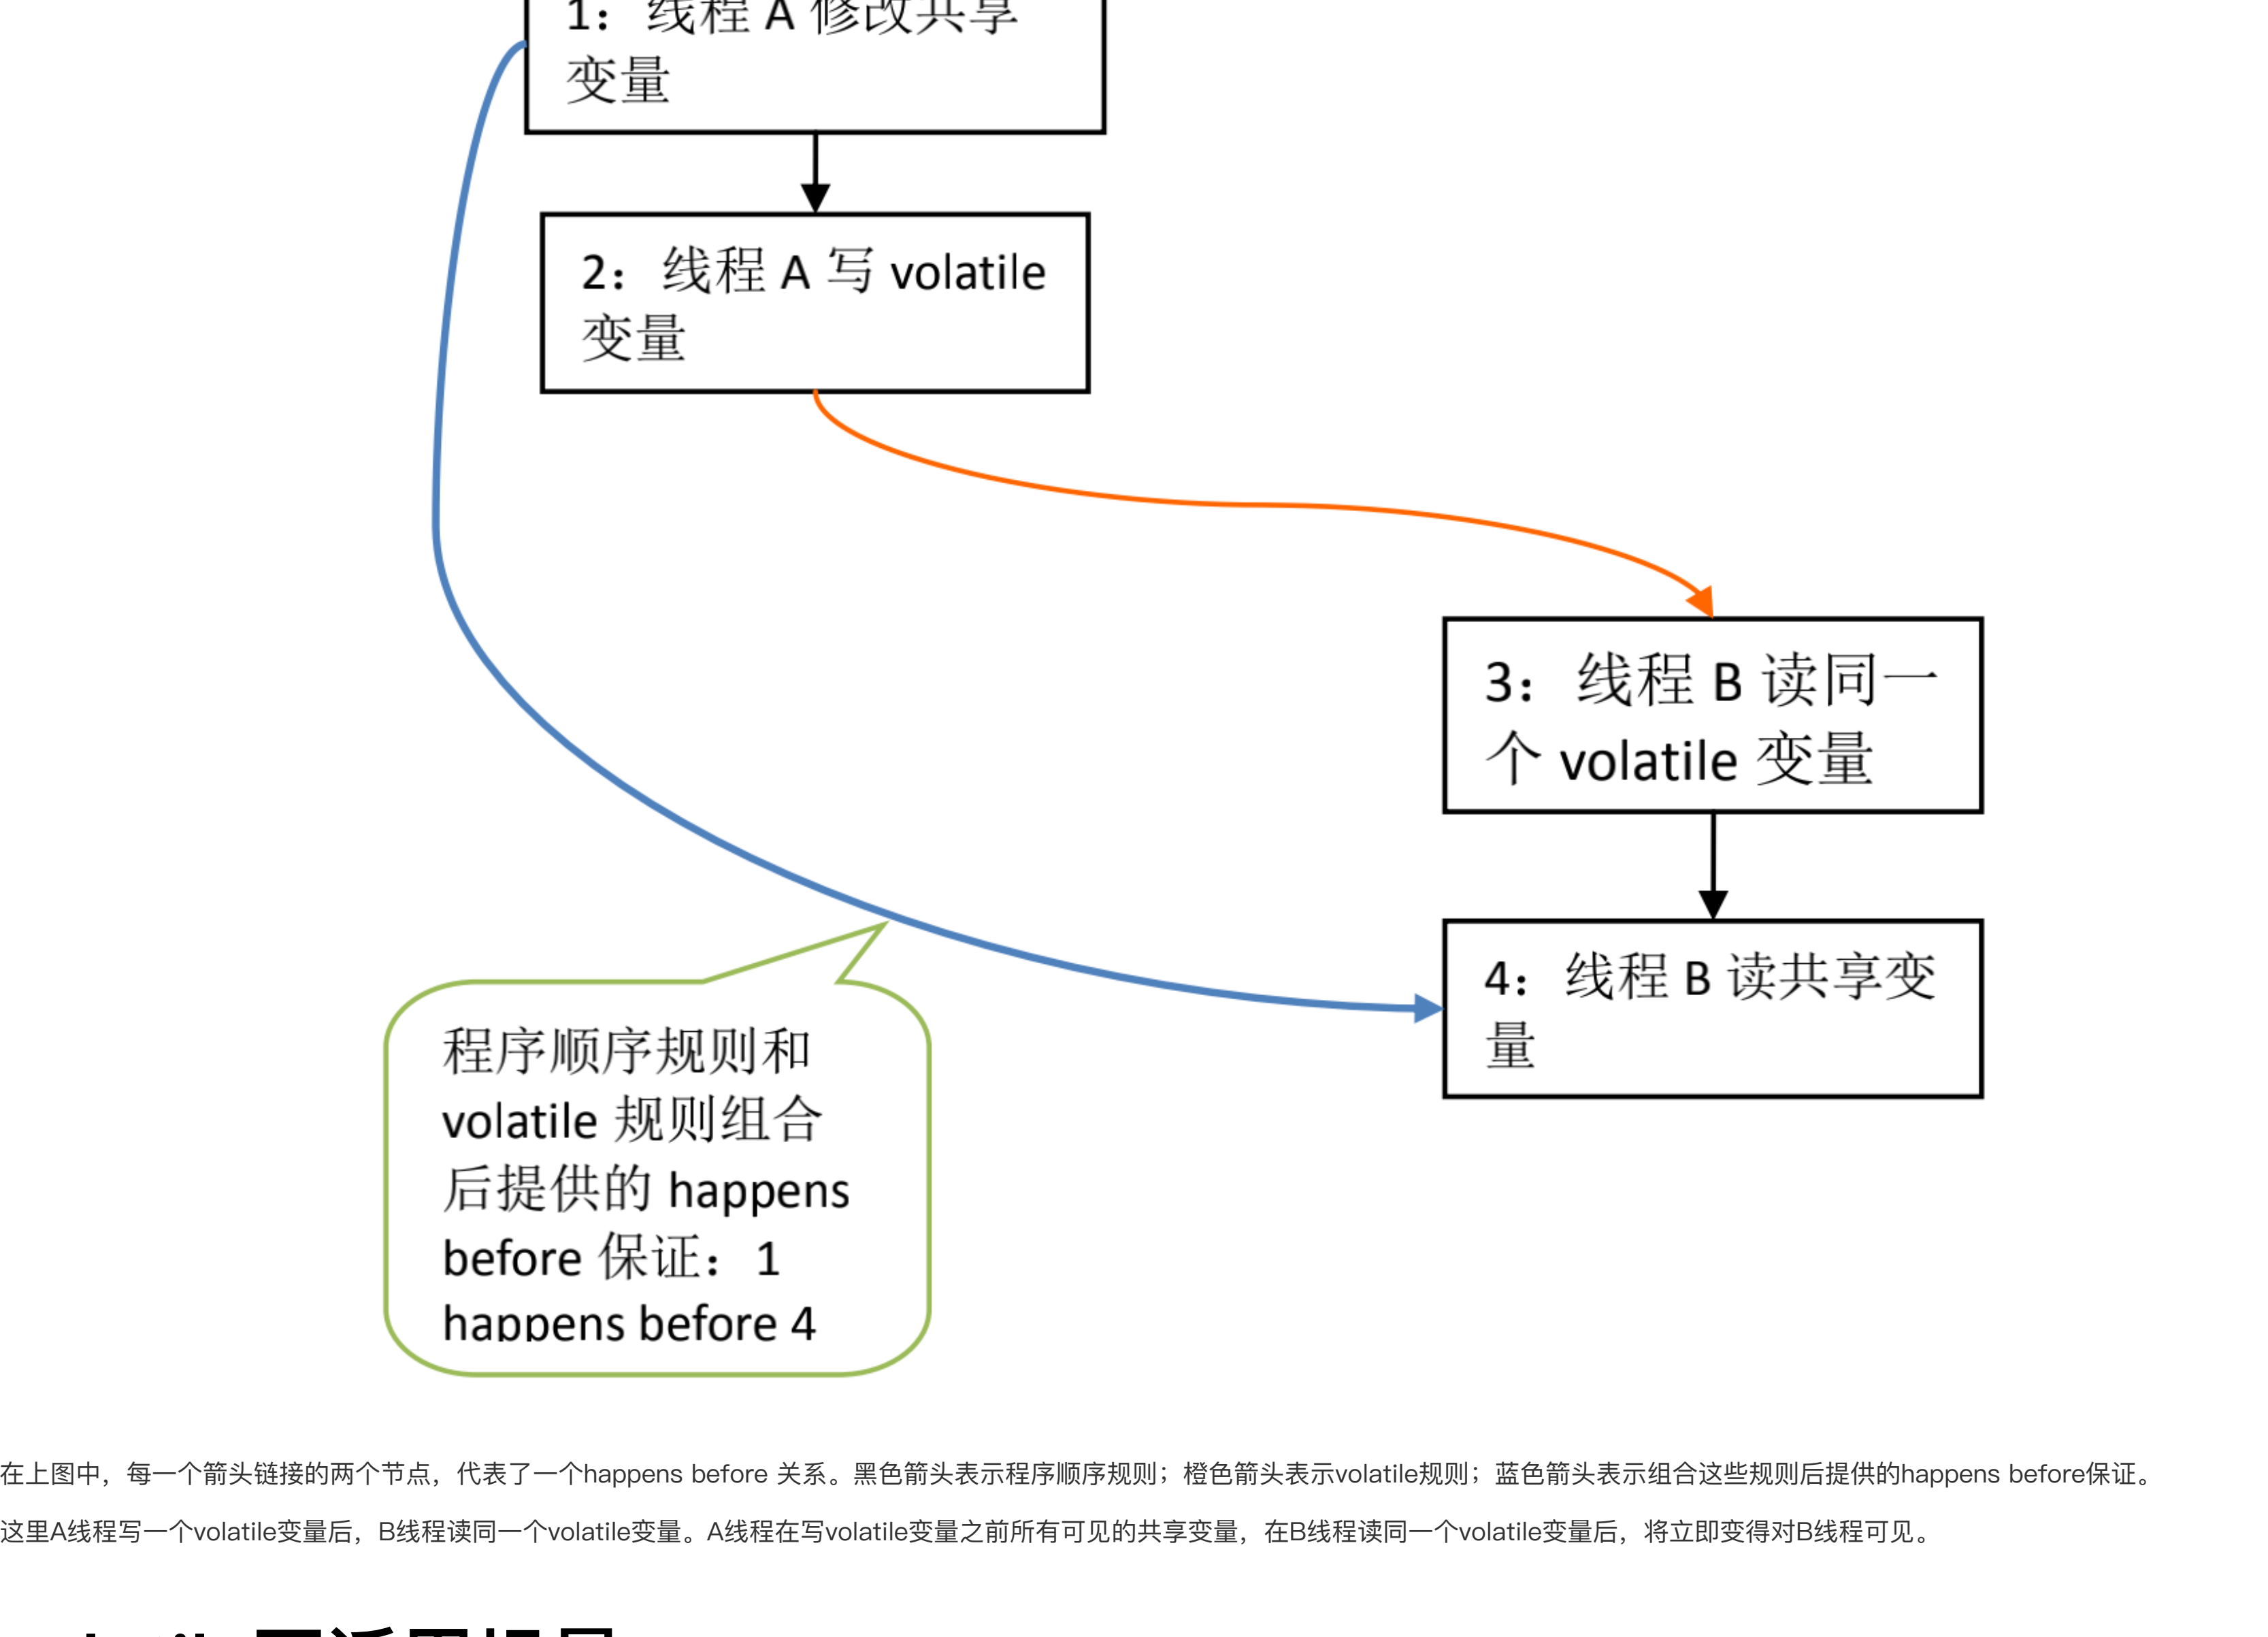 1：线程 A 修改共享
变量
2：线程 A 写 volatile
变量
3：线程 B 读同一
个 volatile 变量
4：线程 B 读共享变
量
程序顺序规则和
volatile 规则组合
后提供的 happens
before 保证：1
happens before 4
在上图中，每一个箭头链接的两个节点，代表了一个happens before 关系。黑色箭头表示程序顺序规则；橙色箭头表示volatile规则；蓝色箭头表示组合这些规则后提供的happens before保证。
这里A线程写一个volatile变量后，B线程读同一个volatile变量。A线程在写volatile变量之前所有可见的共享变量，在B线程读同一个volatile变量后，将立即变得对B线程可见。